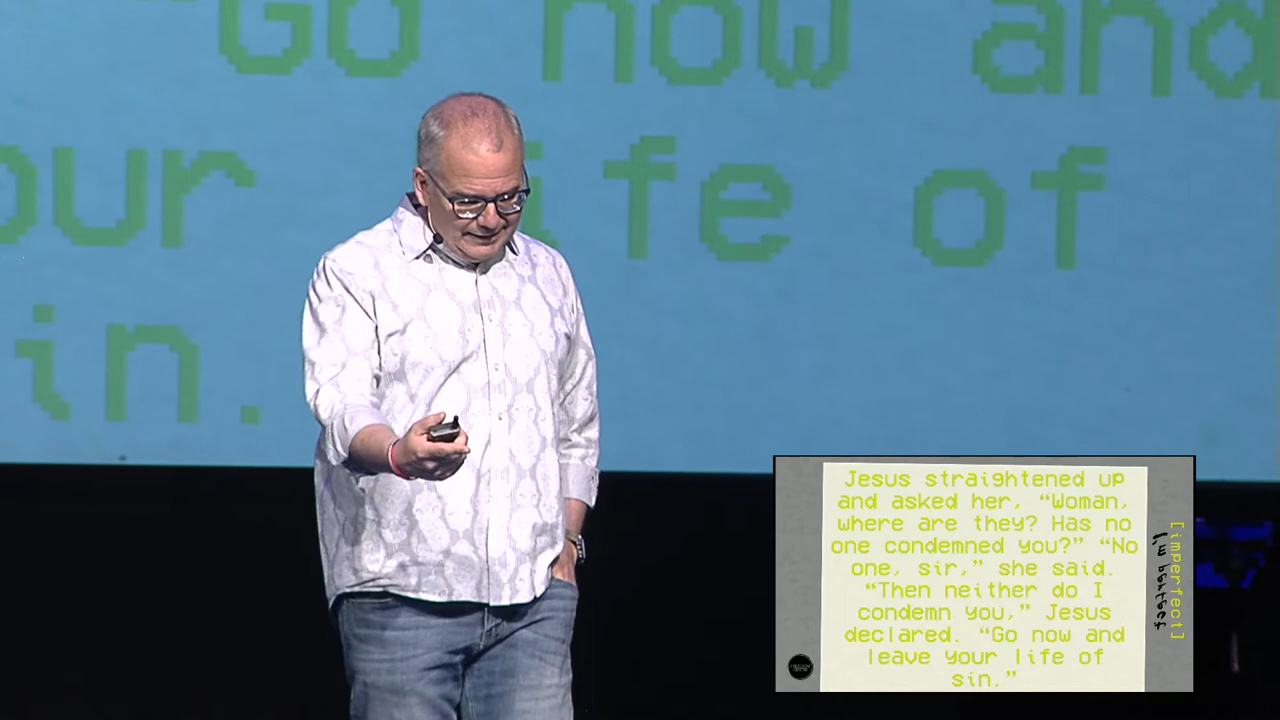 "Go now and
our life of
in.
Jesus straightened up
and asked her, “Woman,
where are they? Has no
one condemned you?” “No
one, sir,” she said.
“Then neither do I
condemn you,” Jesus
declared. “Go now and
leave your life of
sin.”
[imperfect]
I'm perfect